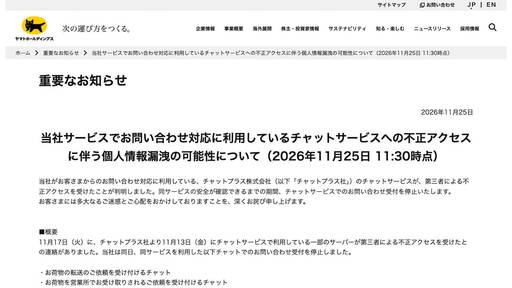 サイトマップ お問い合わせ JP | EN
ヤマトホールディングス
次の運び方をつくる。
企業情報 事業概要 海外展開 株主・投資家情報 サステナビリティ 知る・楽しむ ニュースリリース 採用情報
ホーム > 重要なお知らせ > 当社サービスでお問い合わせ対応に利用しているチャットサービスへの不正アクセスに伴う個人情報漏洩の可能性について（2026年11月25日 11:30時点）
重要なお知らせ
2026年11月25日
当社サービスでお問い合わせ対応に利用しているチャットサービスへの不正アクセス
に伴う個人情報漏洩の可能性について（2026年11月25日 11:30時点）
当社がお客さまからのお問い合わせ対応に利用している、チャットプラス株式会社（以下「チャットプラス社」）のチャットサービスが、第三者による不
正アクセスを受けたことが判明しました。同サービスの安全が確認できるまでの期間、チャットサービスでのお問い合わせ受付を停止いたします。
お客さまには多大なるご迷惑とご心配をおかけしておりますことを、深くお詫び申し上げます。
■概要
11月17日（火）に、チャットプラス社より11月13日（金）にチャットサービスで利用している一部のサーバーが第三者による不正アクセスを受けたと
の連絡がありました。当社は同日、同サービスを利用した以下チャットでのお問い合わせ受付を停止しました。
・お荷物の転送のご依頼を受け付けるチャット
・お荷物を営業所でお受け取りされるご依頼を受け付けるチャット